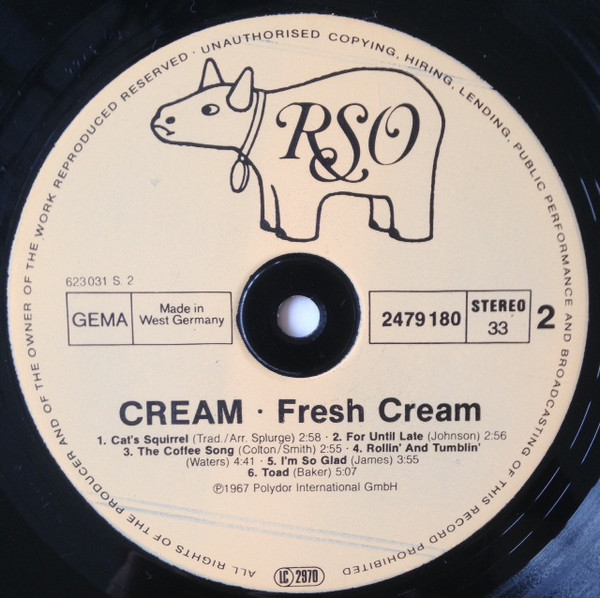 ALL RIGHTS OF THE PRODUCER AND OF THE OWNER OF THE WORK REPRODUCED RESERVED · UNAUTHORISED COPYING, HIRING, LENDING, PUBLIC PERFORMANCE AND BROADCASTING OF THIS RECORD PROHIBITED
RSO
623031 S. 2
GEMA
Made in
West Germany
2479 180
STEREO
33
2
CREAM · Fresh Cream
1. Cat's Squirrel (Trad./Arr. Splurge) 2:58 · 2. For Until Late (Johnson) 2:56
3. The Coffee Song (Colton/Smith) 2:55 · 4. Rollin' And Tumblin'
(Waters) 4:41 · 5. I'm So Glad (James) 3:55
6. Toad (Baker) 5:07
℗1967 Polydor International GmbH
LC 2970